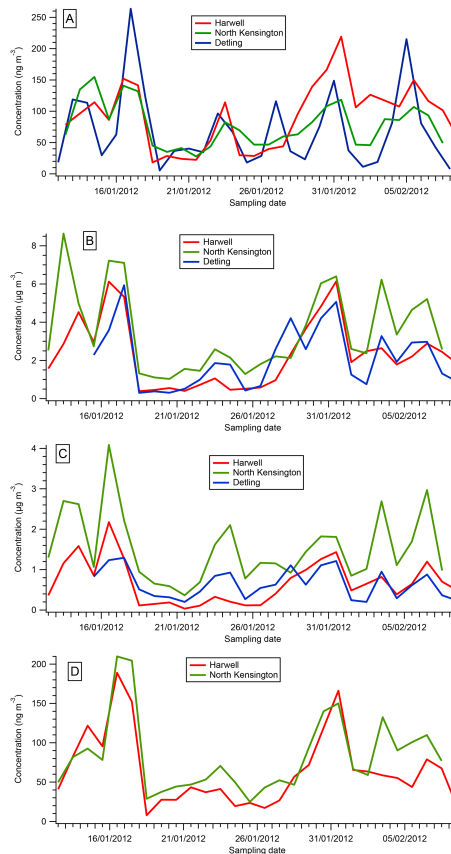 A
Harwell
North Kensington
Detling
Concentration (ng m⁻³)
250
200
150
100
50
0
16/01/2012 21/01/2012 26/01/2012 31/01/2012 05/02/2012
Sampling date
B
Harwell
North Kensington
Detling
Concentration (µg m⁻³)
8
6
4
2
0
16/01/2012 21/01/2012 26/01/2012 31/01/2012 05/02/2012
Sampling date
C
Harwell
North Kensington
Detling
Concentration (µg m⁻³)
4
3
2
1
0
16/01/2012 21/01/2012 26/01/2012 31/01/2012 05/02/2012
Sampling date
D
Harwell
North Kensington
Concentration (ng m⁻³)
200
150
100
50
0
16/01/2012 21/01/2012 26/01/2012 31/01/2012 05/02/2012
Sampling date